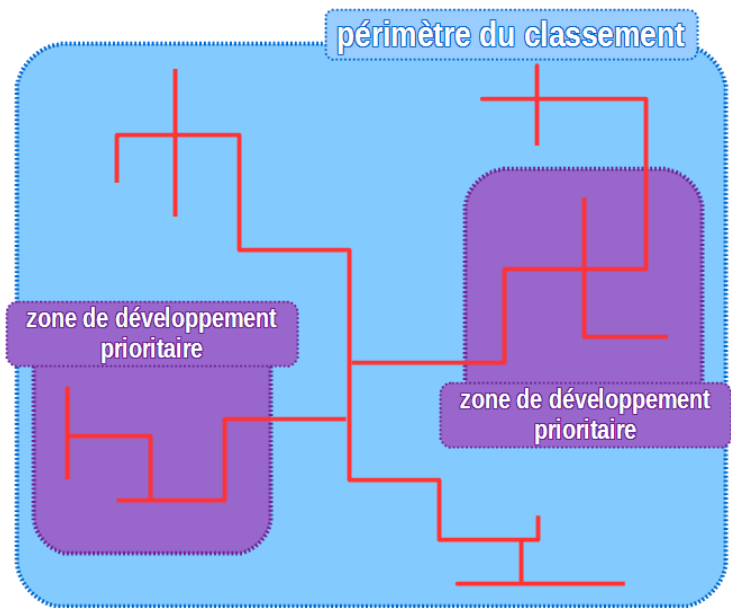 périmètre du classement
zone de développement
prioritaire
zone de développement
prioritaire